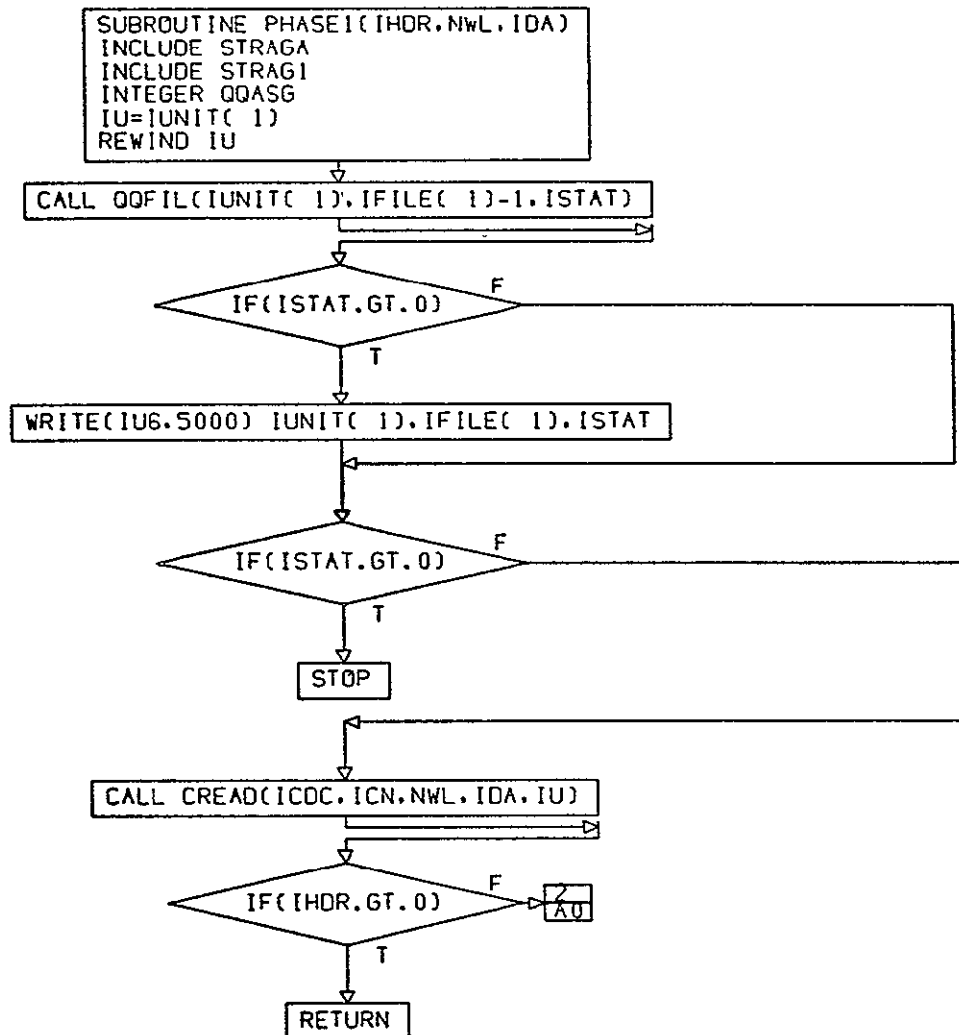 SUBROUTINE PHASE1(IHDR.NWL.IDA)
INCLUDE STRAGA
INCLUDE STRAG1
INTEGER QQASG
IU=IUNIT( 1)
REWIND IU
CALL QQFIL(IUNIT( 1).IFILE( 1)-1.ISTAT)
IF(ISTAT.GT.0)
F
T
WRITE(IU6.5000) IUNIT( 1).IFILE( 1).ISTAT
IF(ISTAT.GT.0)
F
T
STOP
CALL CREAD(ICDC.ICN.NWL.IDA.IU)
IF(IHDR.GT.0)
F
2
A0
T
RETURN